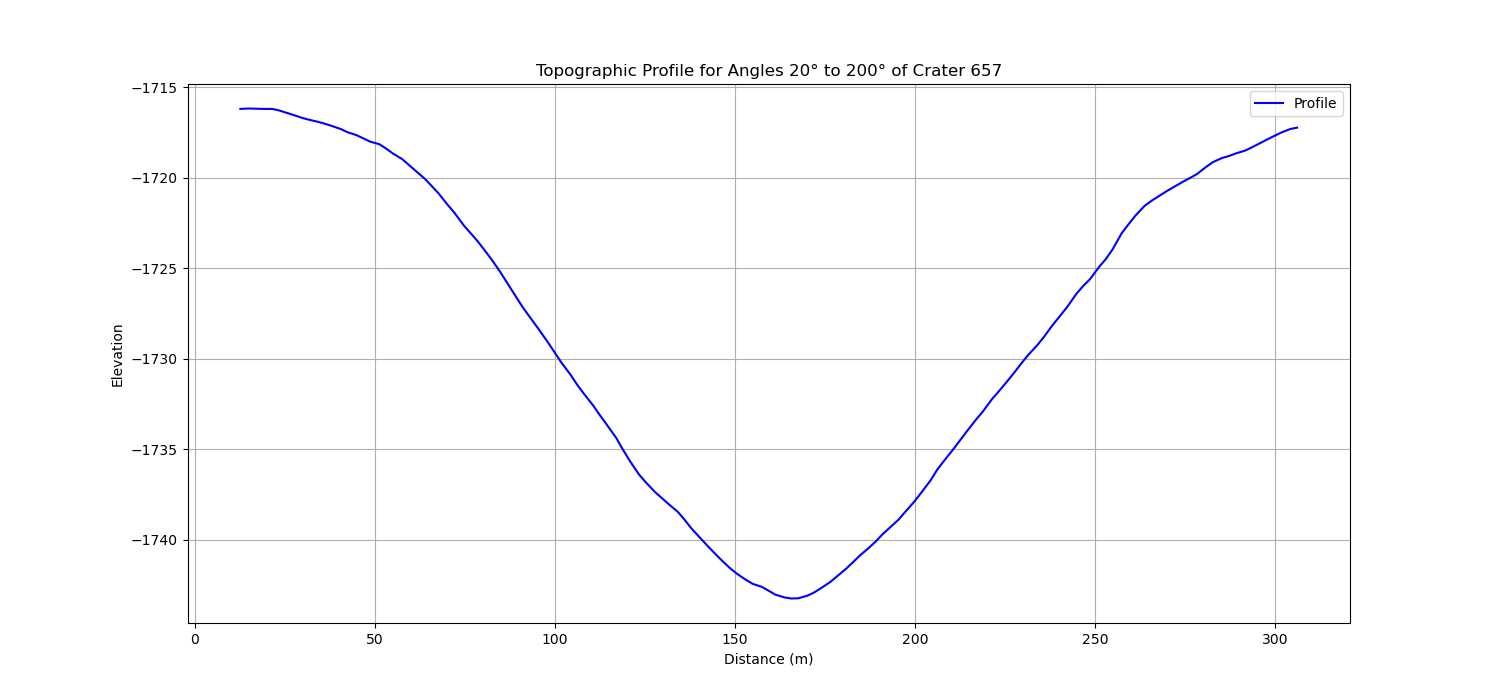 Topographic Profile for Angles 20° to 200° of Crater 657
Profile
Elevation
−1715
−1720
−1725
−1730
−1735
−1740
0 50 100 150 200 250 300
Distance (m)